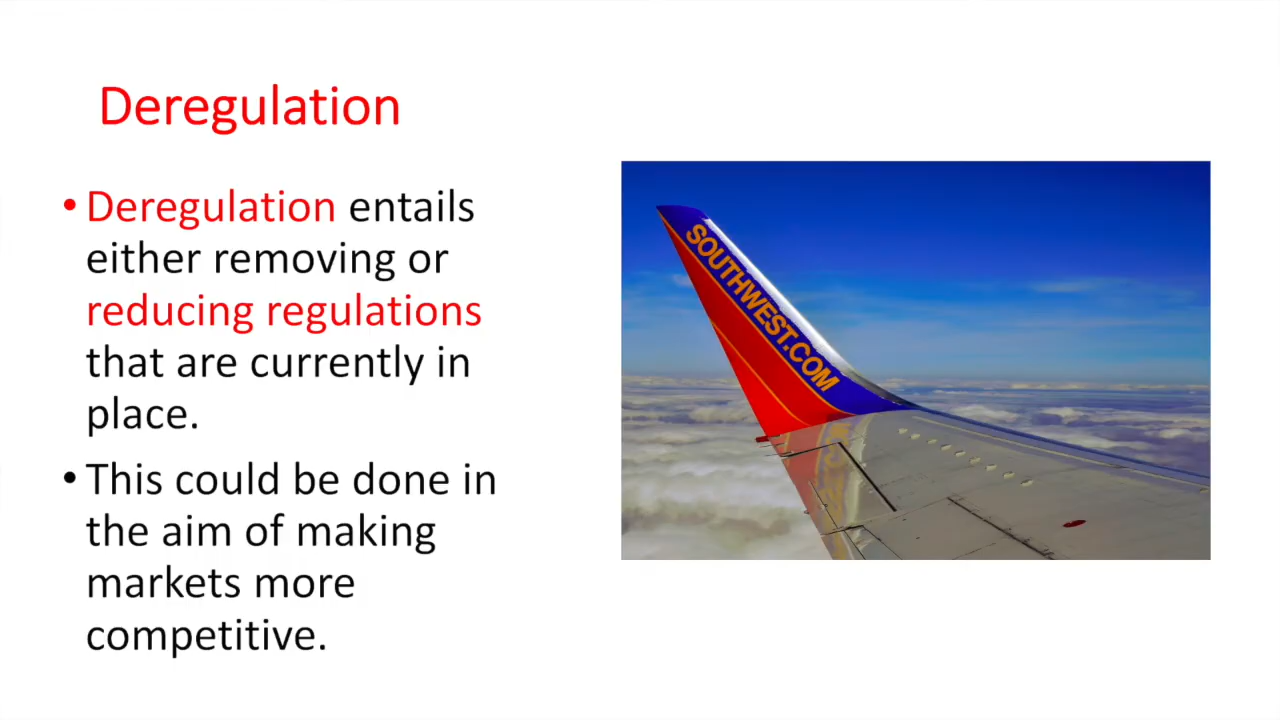 Deregulation
• Deregulation entails
either removing or
reducing regulations
that are currently in
place.
• This could be done in
the aim of making
markets more
competitive.
SOUTHWEST.COM